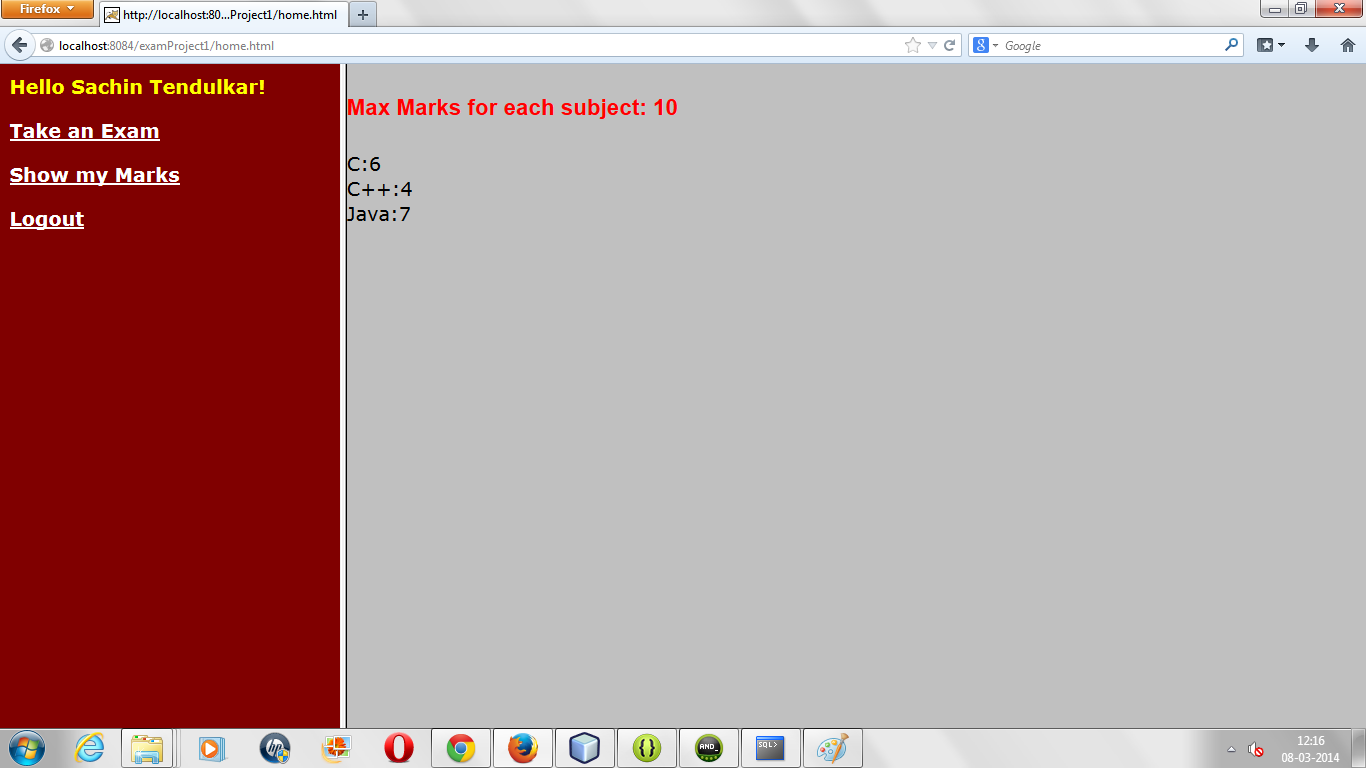 Firefox
http://localhost:80...Project1/home.html
localhost:8084/examProject1/home.html
Google
Hello Sachin Tendulkar!
Take an Exam
Show my Marks
Logout
Max Marks for each subject: 10
C:6
C++:4
Java:7
hp
{}
AND_
SQL>
12:16
08-03-2014